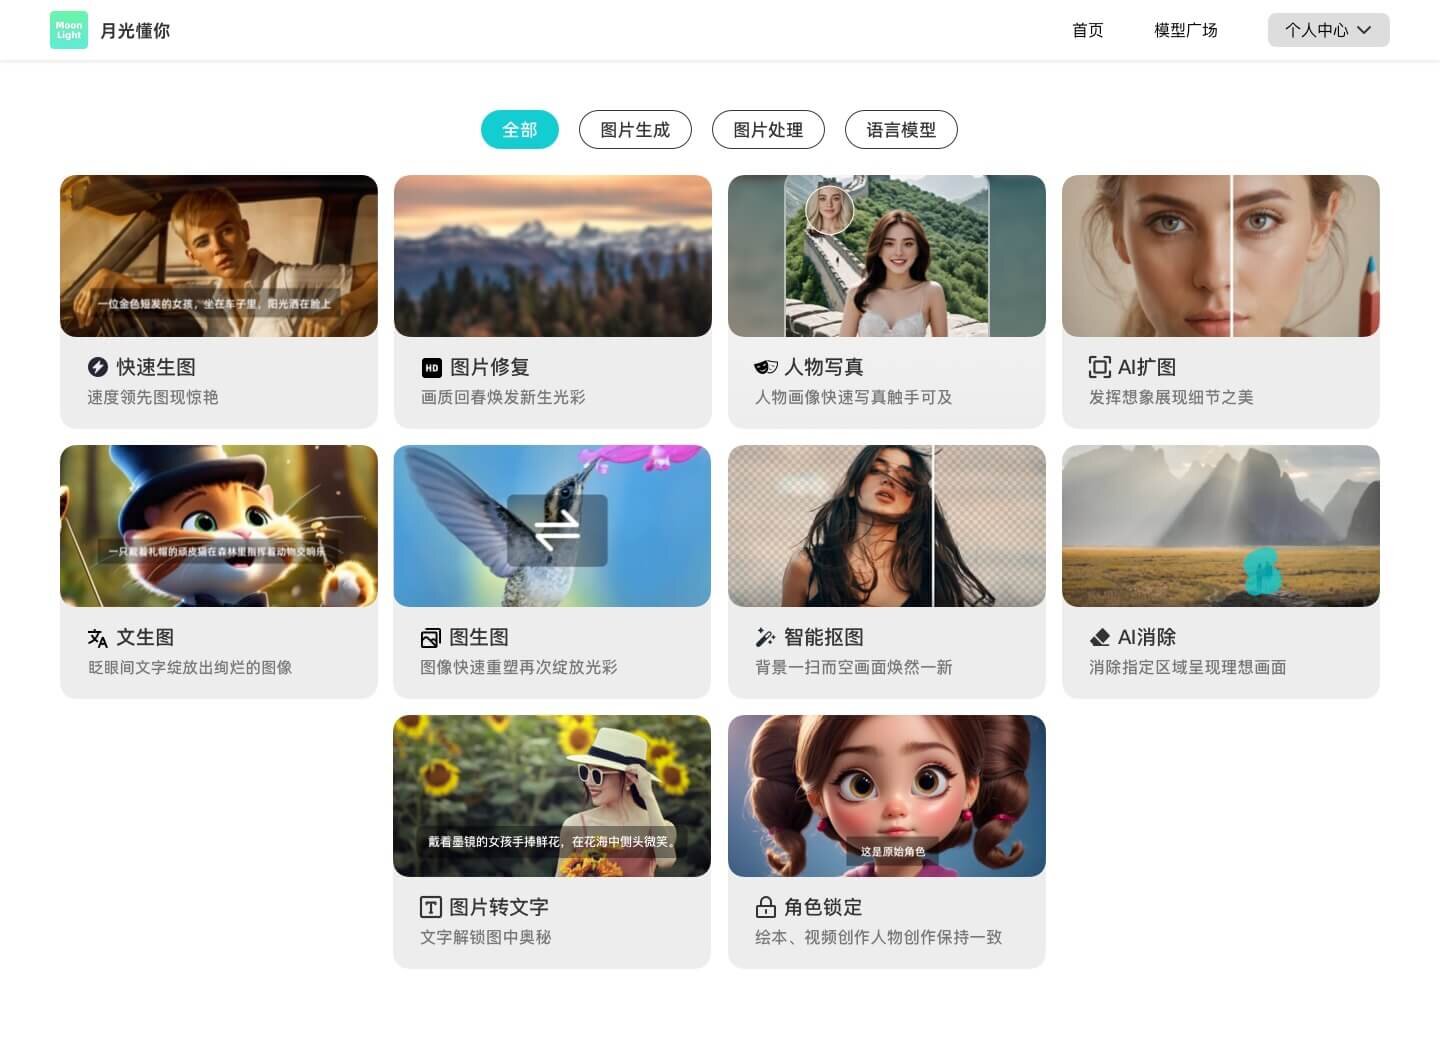 Moon
Light
月光懂你
首页
模型广场
个人中心
全部
图片生成
图片处理
语言模型
一位金色短发的女孩，坐在车子里，阳光洒在脸上
快速生图
速度领先图现惊艳
HD
图片修复
画质回春焕发新生光彩
人物写真
人物画像快速写真触手可及
AI扩图
发挥想象展现细节之美
一只戴着礼帽的顽皮猫在森林里指挥着动物交响乐
文生图
眨眼间文字绽放出绚烂的图像
图生图
图像快速重塑再次绽放光彩
智能抠图
背景一扫而空画面焕然一新
AI消除
消除指定区域呈现理想画面
戴着墨镜的女孩手捧鲜花，在花海中侧头微笑。
图片转文字
文字解锁图中奥秘
这是原始角色
角色锁定
绘本、视频创作人物创作保持一致